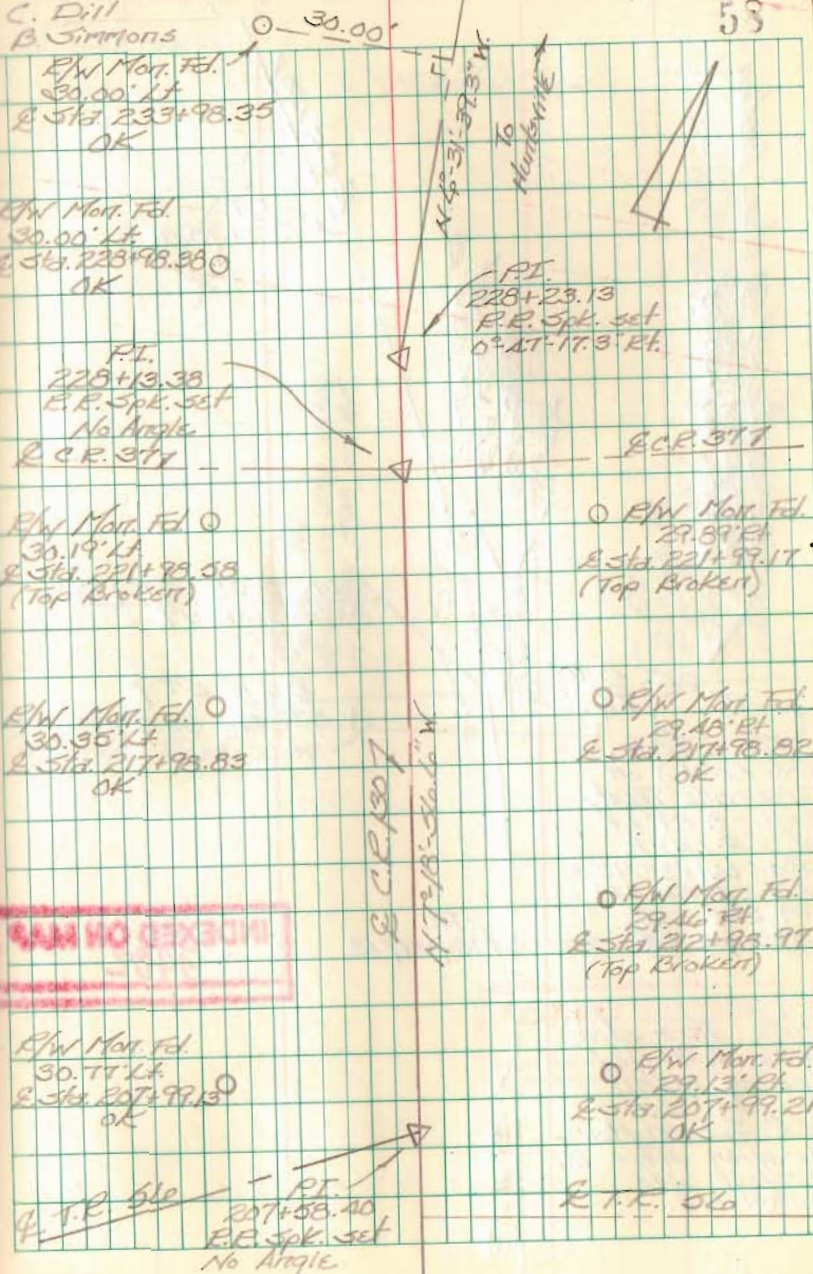 C. Dill
B. Simmons
30.00'
53
R/W Mon. Fd.
30.00' Lt.
℄ Sta. 233+98.35
OK
To
Huntsville
R/W Mon. Fd.
30.00' Lt.
℄ Sta. 228+98.38
OK
P.I.
228+23.13
R.R. Spk. set
0°-47'-17.3" Rt.
P.I.
228+13.38
R.R. Spk. set
No Angle
℄ C.R. 377
℄ C.R. 377
R/W Mon. Fd.
30.19' Lt.
℄ Sta. 221+98.58
(Top Broken)
R/W Mon. Fd.
29.89' Rt.
℄ Sta. 221+99.17
(Top Broken)
R/W Mon. Fd.
30.35' Lt.
℄ Sta. 217+98.83
OK
R/W Mon. Fd.
29.48' Rt
℄ Sta. 217+98.82
OK
℄ C.R. 1307
N.7°-18'-56.6" W
R/W Mon. Fd.
29.46' Rt
℄ Sta 212+98.97
(Top Broken)
INDEXED ON MAP
R/W Mon. Fd.
30.77' Lt.
℄ Sta. 207+99.13
OK
R/W Mon. Fd.
29.13' Rt.
℄ Sta 207+99.21
OK
℄ T.R. 56
P.I.
207+58.40
R.R. Spk. set
No Angle
℄ T.R. 56